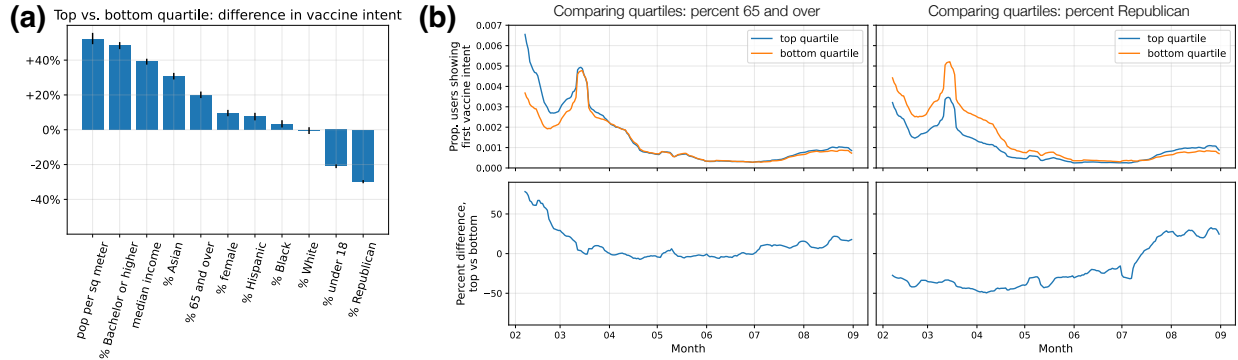 (a)
Top vs. bottom quartile: difference in vaccine intent
+40%
+20%
0%
-20%
-40%
pop per sq meter
% Bachelor or higher
median income
% Asian
% 65 and over
% female
% Hispanic
% Black
% White
% under 18
% Republican
(b)
Comparing quartiles: percent 65 and over
Prop. users showing
first vaccine intent
0.007
0.006
0.005
0.004
0.003
0.002
0.001
0.000
top quartile
bottom quartile
Comparing quartiles: percent Republican
top quartile
bottom quartile
Percent difference,
top vs bottom
50
0
−50
02 03 04 05 06 07 08 09
Month
02 03 04 05 06 07 08 09
Month